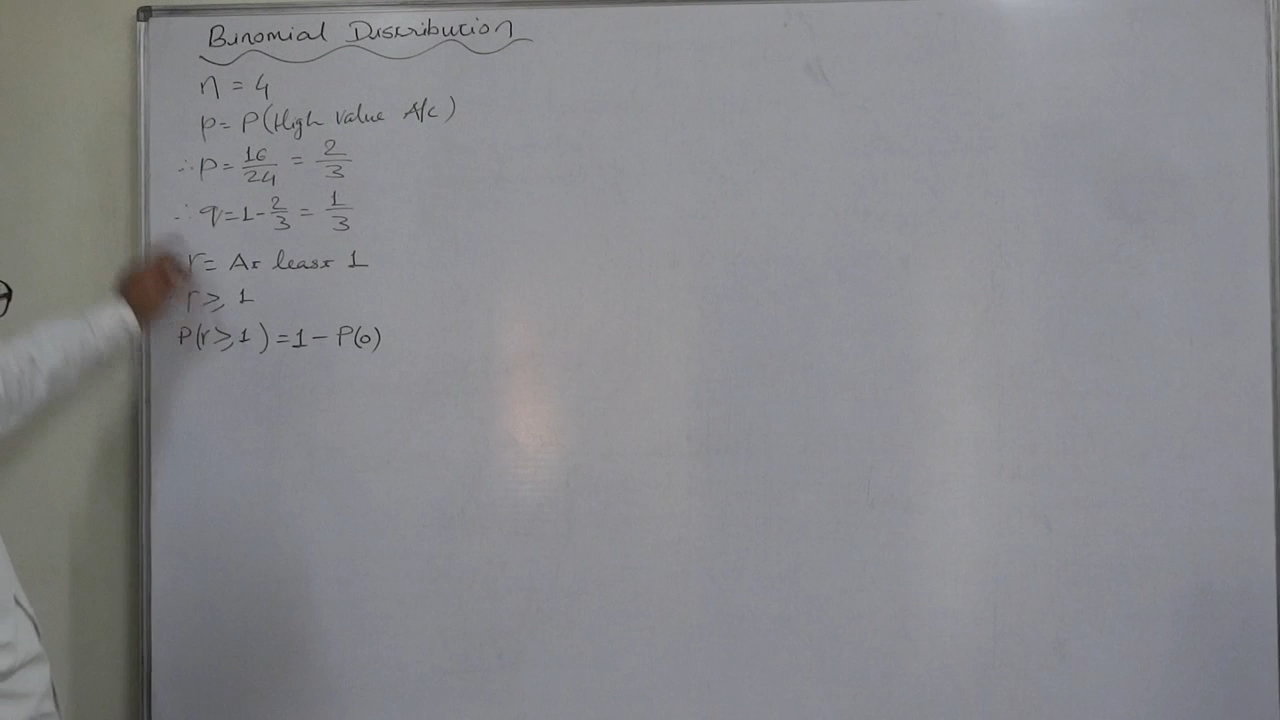 Binomial Distribution
n = 4
p = P(High value A/c)
∴ p = 16/24 = 2/3
∴ q = 1 - 2/3 = 1/3
r = At least 1
r ≥ 1
P(r ≥ 1) = 1 - P(0)